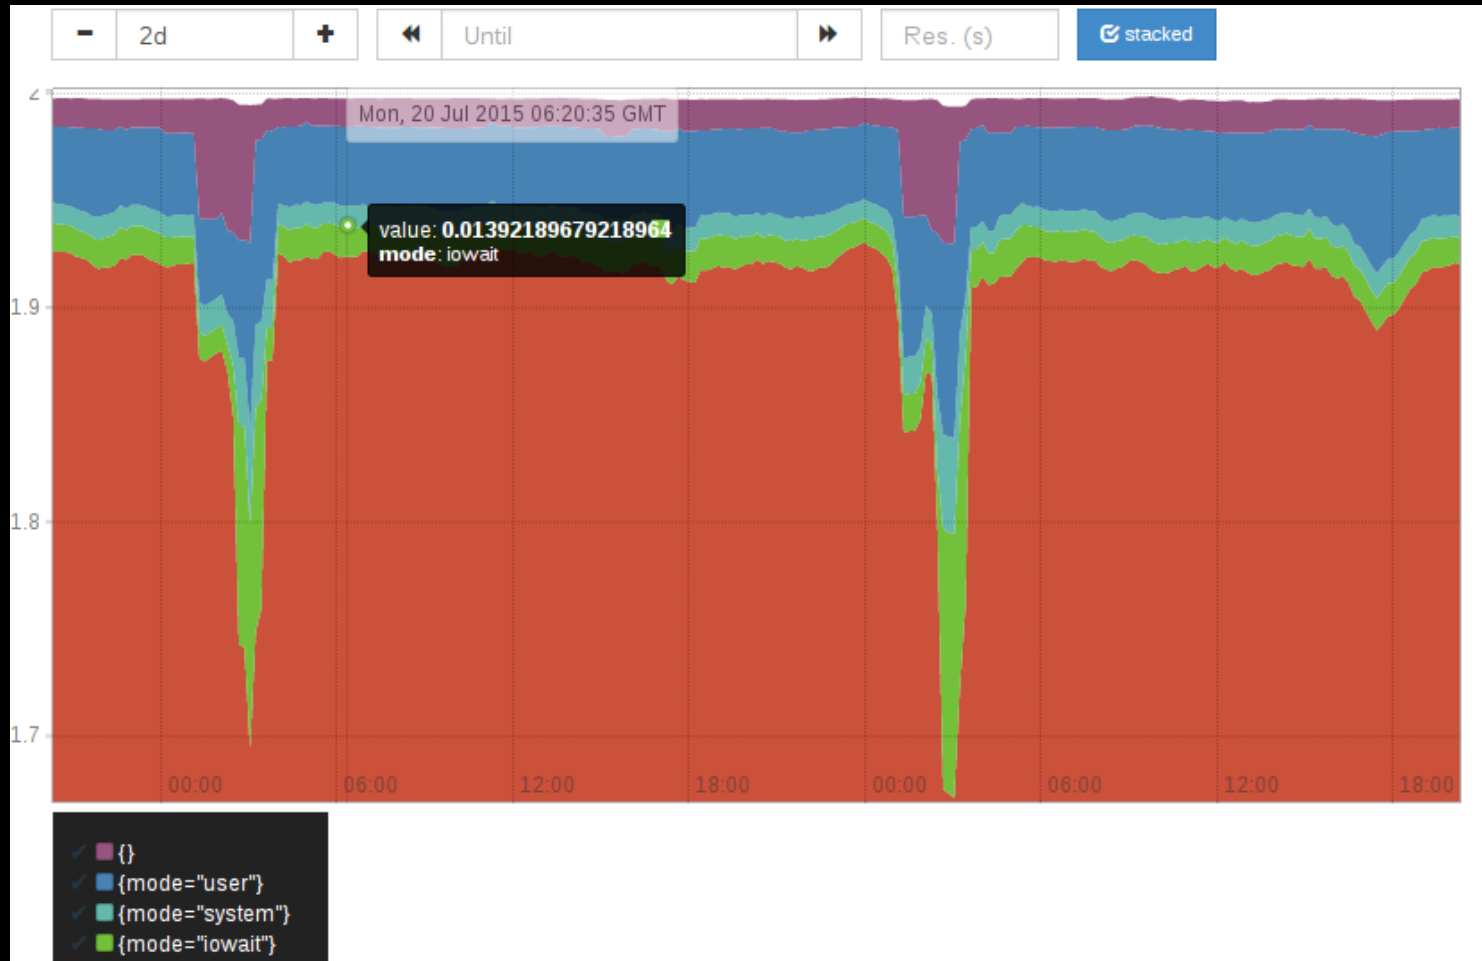 2d Until Res. (s) stacked
2
Mon, 20 Jul 2015 06:20:35 GMT
value: 0.01392189679218964
mode: iowait
1.9
1.8
1.7
00:00 06:00 12:00 18:00 00:00 06:00 12:00 18:00
{}
{mode="user"}
{mode="system"}
{mode="iowait"}